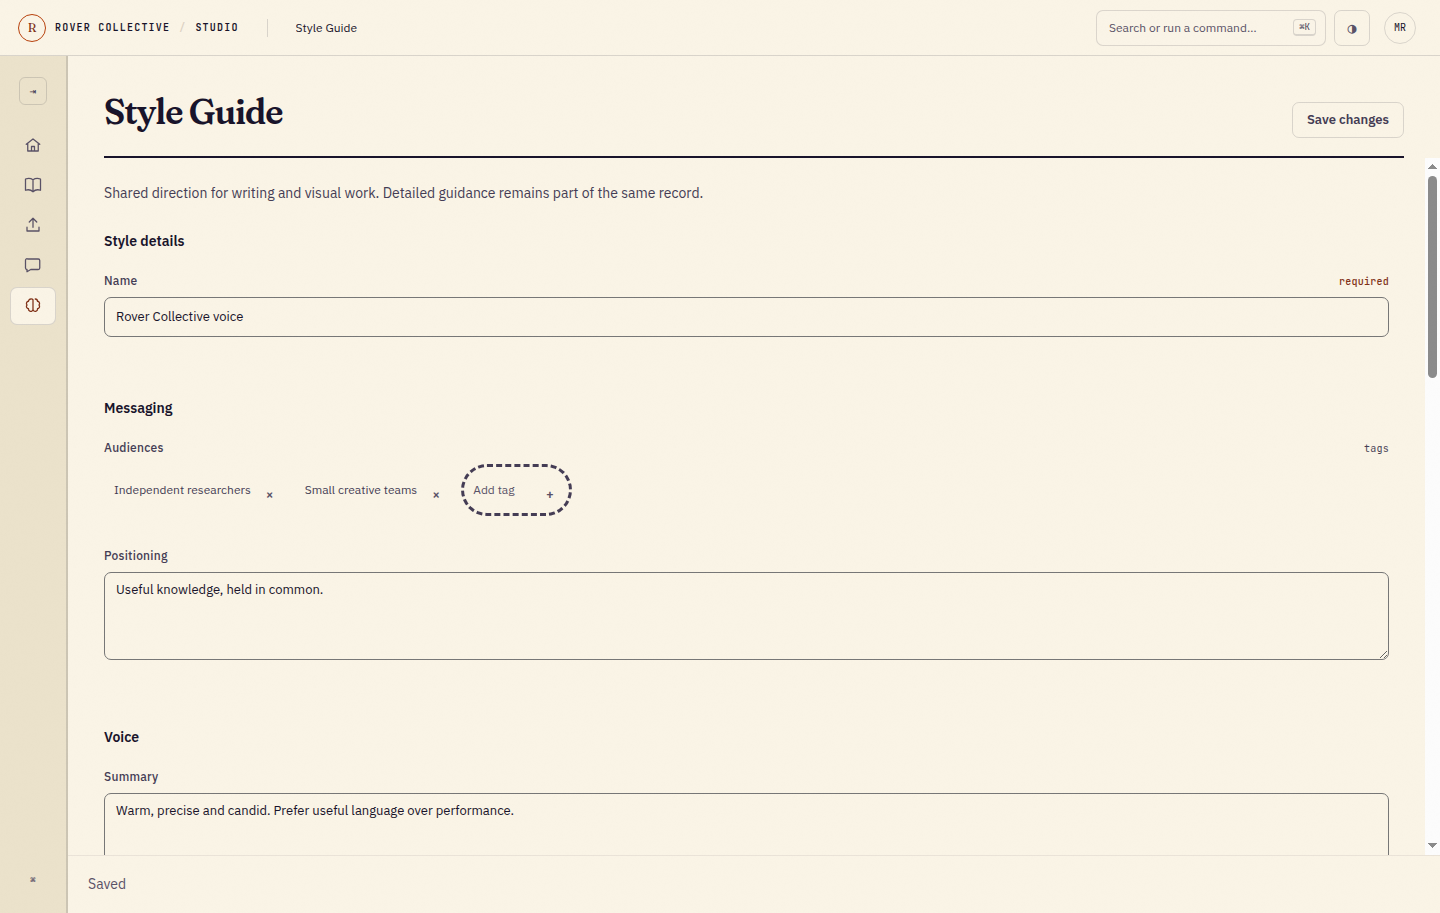 R ROVER COLLECTIVE / STUDIO
Style Guide
Search or run a command... ⌘K
MR
Style Guide
Save changes
Shared direction for writing and visual work. Detailed guidance remains part of the same record.
Style details
Name required
Rover Collective voice
Messaging
Audiences tags
Independent researchers × Small creative teams × Add tag +
Positioning
Useful knowledge, held in common.
Voice
Summary
Warm, precise and candid. Prefer useful language over performance.
⌘
Saved